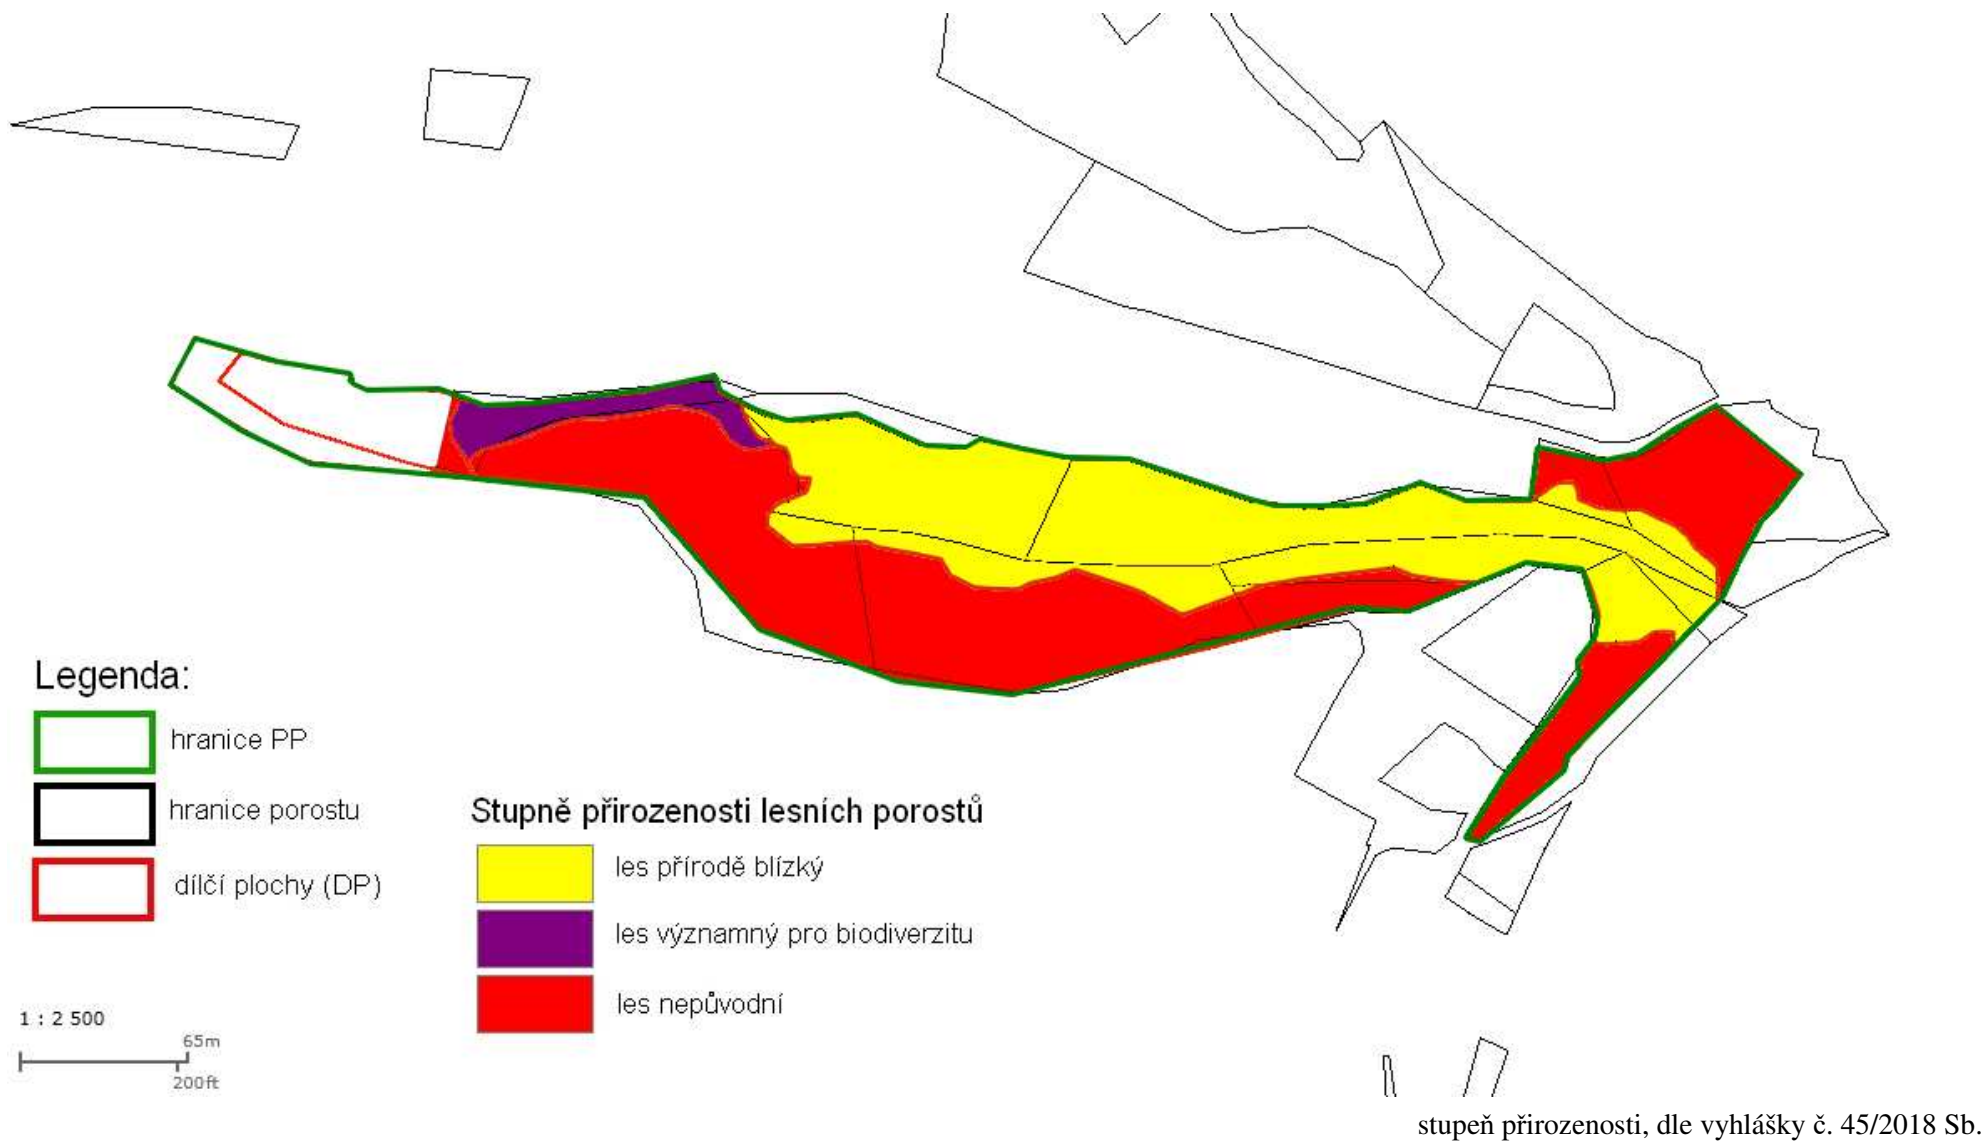 Legenda:
hranice PP
hranice porostu
dílčí plochy (DP)
Stupně přirozenosti lesních porostů
les přírodě blízký
les významný pro biodiverzitu
les nepůvodní
1 : 2 500
65m
200ft
stupeň přirozenosti, dle vyhlášky č. 45/2018 Sb.